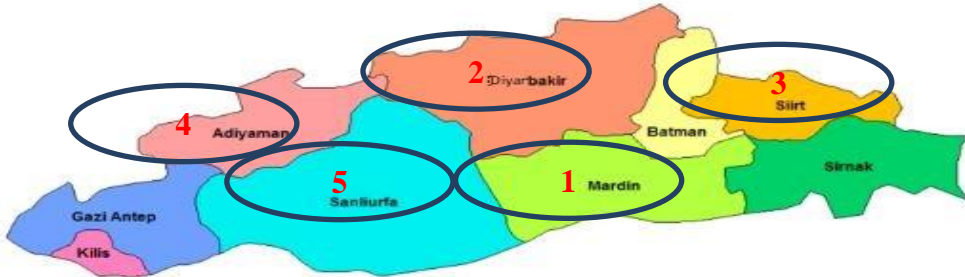 2
:Diyarbakir
3
Siirt
4
Adiyaman
Batman
Sirnak
1
Mardin
5
Sanliurfa
Gazi Antep
Kilis